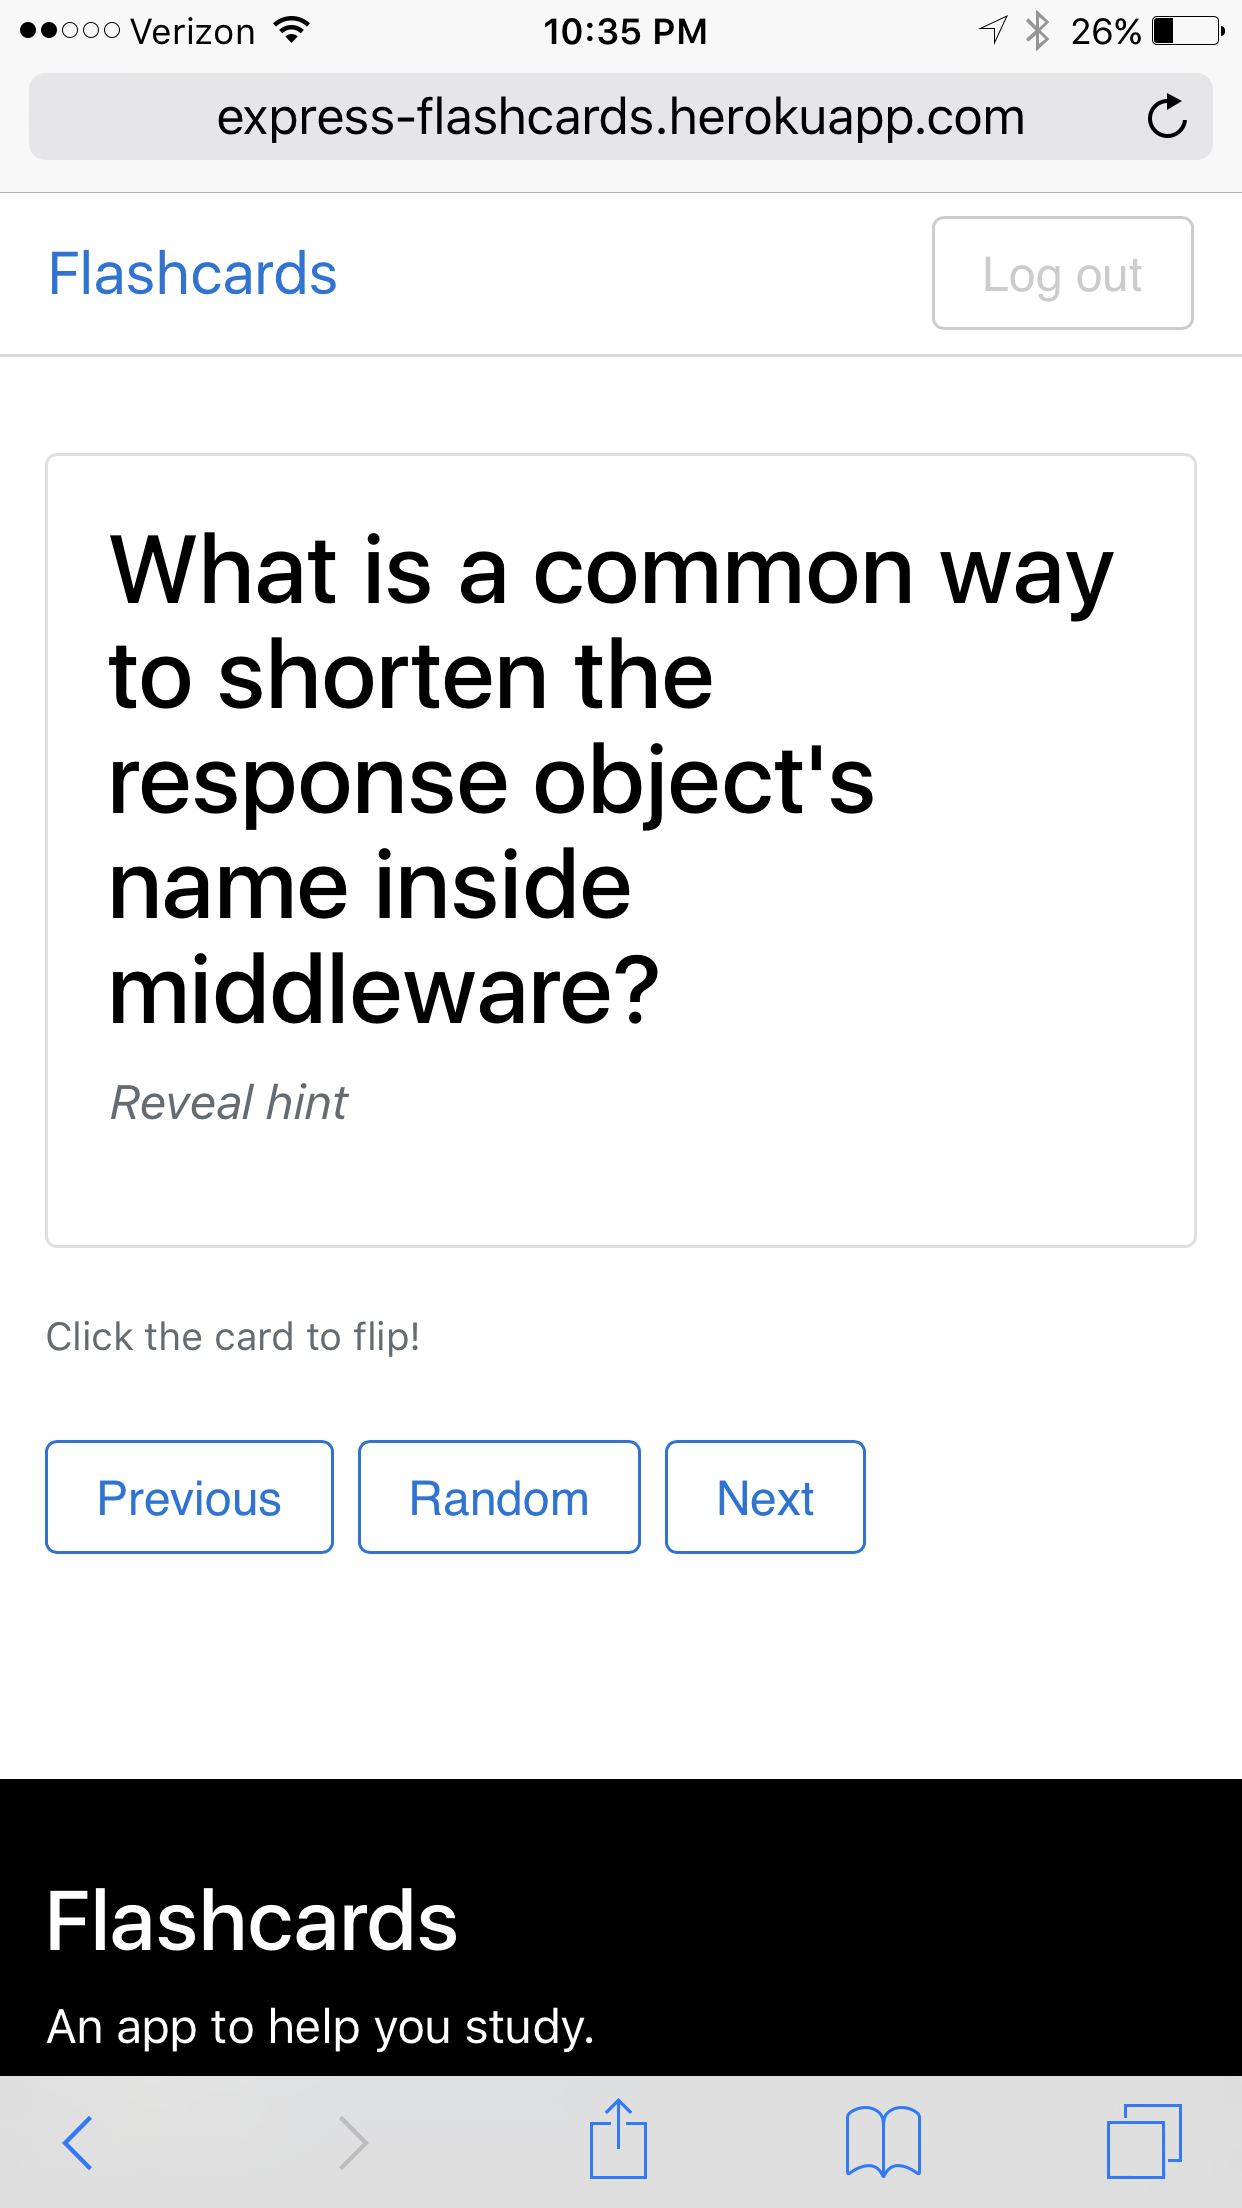 Verizon 10:35 PM 26%
express-flashcards.herokuapp.com
Flashcards Log out
What is a common way
to shorten the
response object's
name inside
middleware?
Reveal hint
Click the card to flip!
Previous Random Next
Flashcards
An app to help you study.